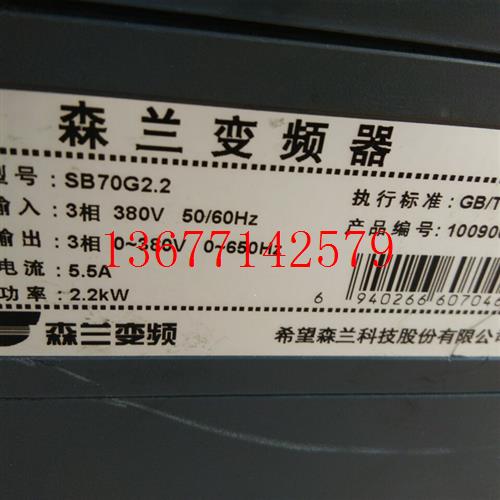 森兰变频器
型号：SB70G2.2
执行标准：GB/T
输入：3相 380V 50/60Hz
产品编号：10090
输出：3相 0~380V 0~650Hz
13677142579
电流：5.5A
功率：2.2kW
6 940266 607046
森兰变频
希望森兰科技股份有限公司